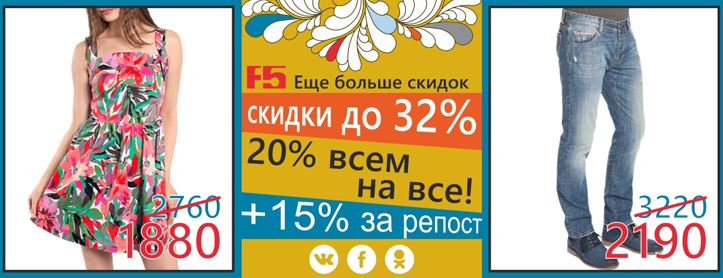 2760
1880
F5 Еще больше скидок
скидки до 32%
20% всем
на все!
+15% за репост
3220
2190